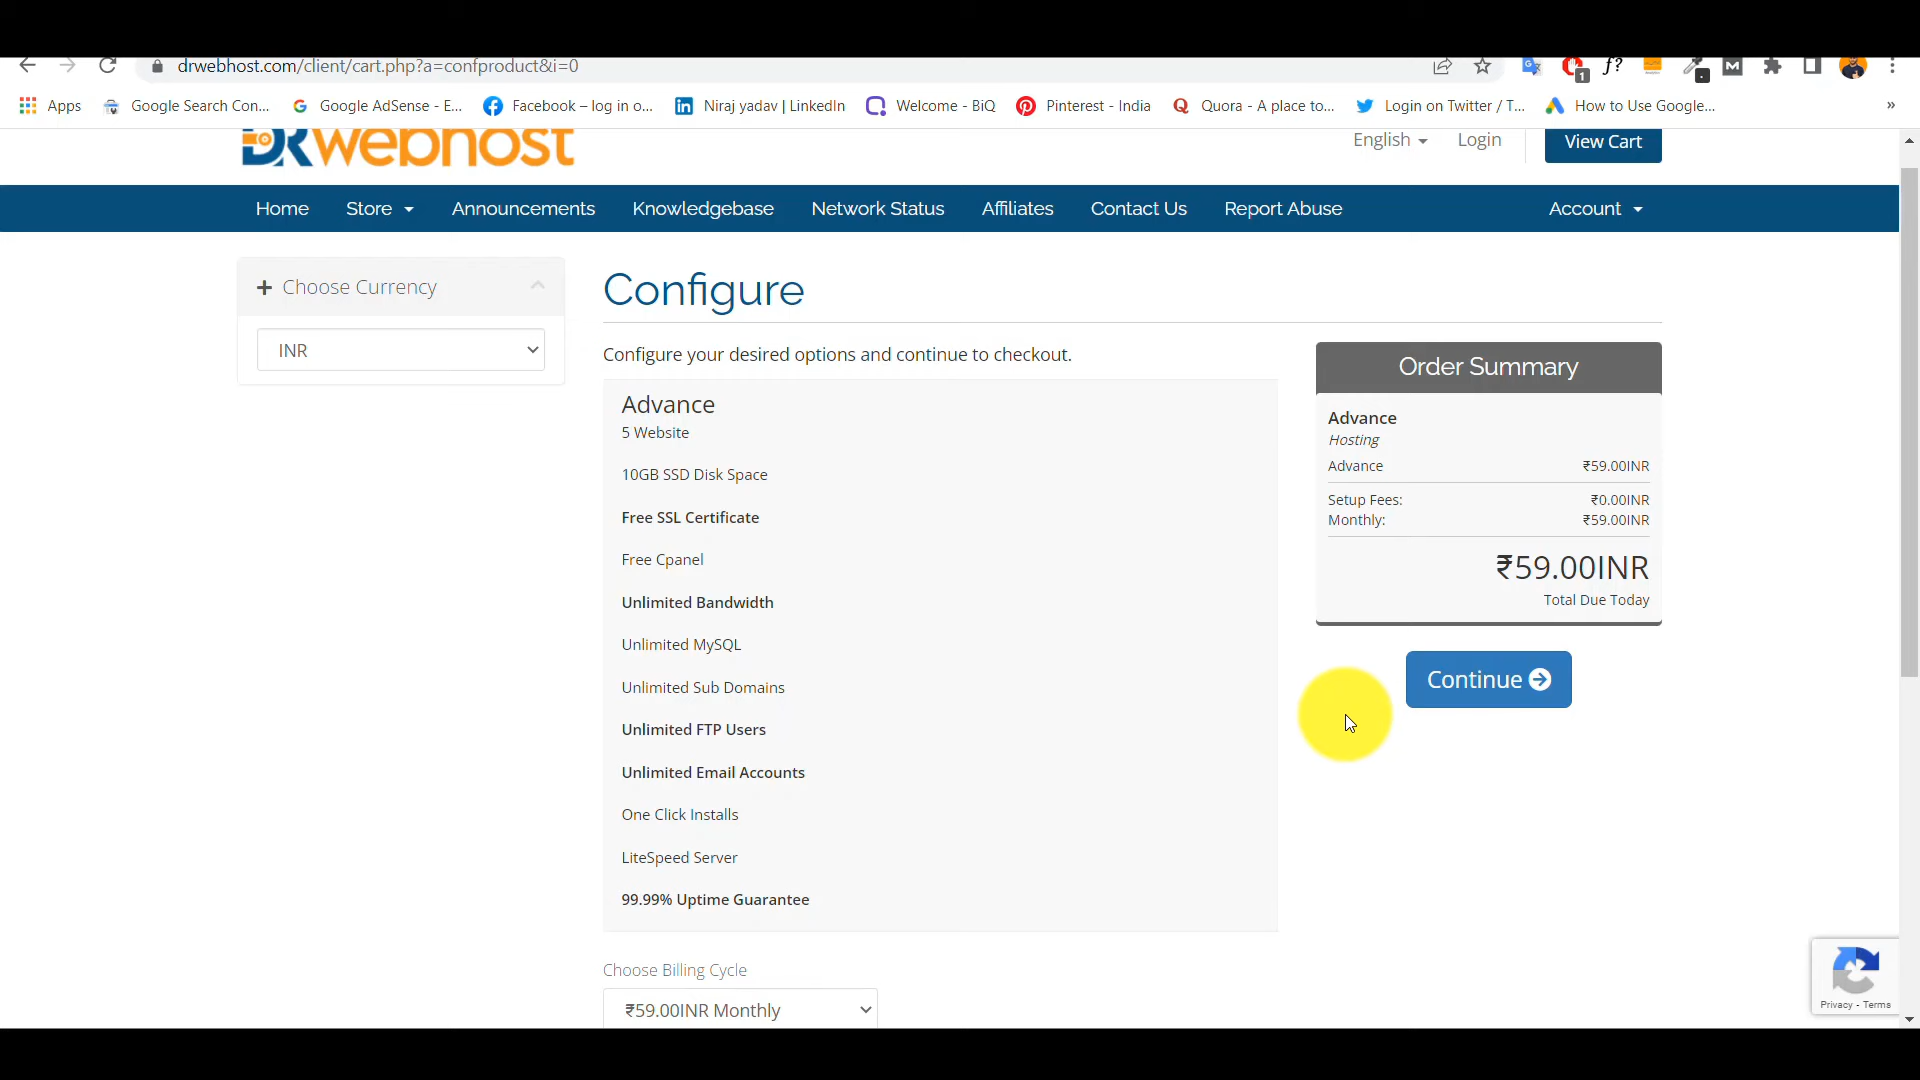 drwebhost.com/client/cart.php?a=confproduct&i=0
Apps Google Search Con... Google AdSense - E... Facebook – log in o... Niraj yadav | LinkedIn Welcome - BiQ Pinterest - India Quora - A place to... Login on Twitter / T... How to Use Google... »
DRwebhost
English Login View Cart
Home Store Announcements Knowledgebase Network Status Affiliates Contact Us Report Abuse Account
Choose Currency
INR
Configure
Configure your desired options and continue to checkout.
Advance
5 Website
10GB SSD Disk Space
Free SSL Certificate
Free Cpanel
Unlimited Bandwidth
Unlimited MySQL
Unlimited Sub Domains
Unlimited FTP Users
Unlimited Email Accounts
One Click Installs
LiteSpeed Server
99.99% Uptime Guarantee
Choose Billing Cycle
₹59.00INR Monthly
Order Summary
Advance
Hosting
Advance ₹59.00INR
Setup Fees: ₹0.00INR
Monthly: ₹59.00INR
₹59.00INR
Total Due Today
Continue
Privacy - Terms